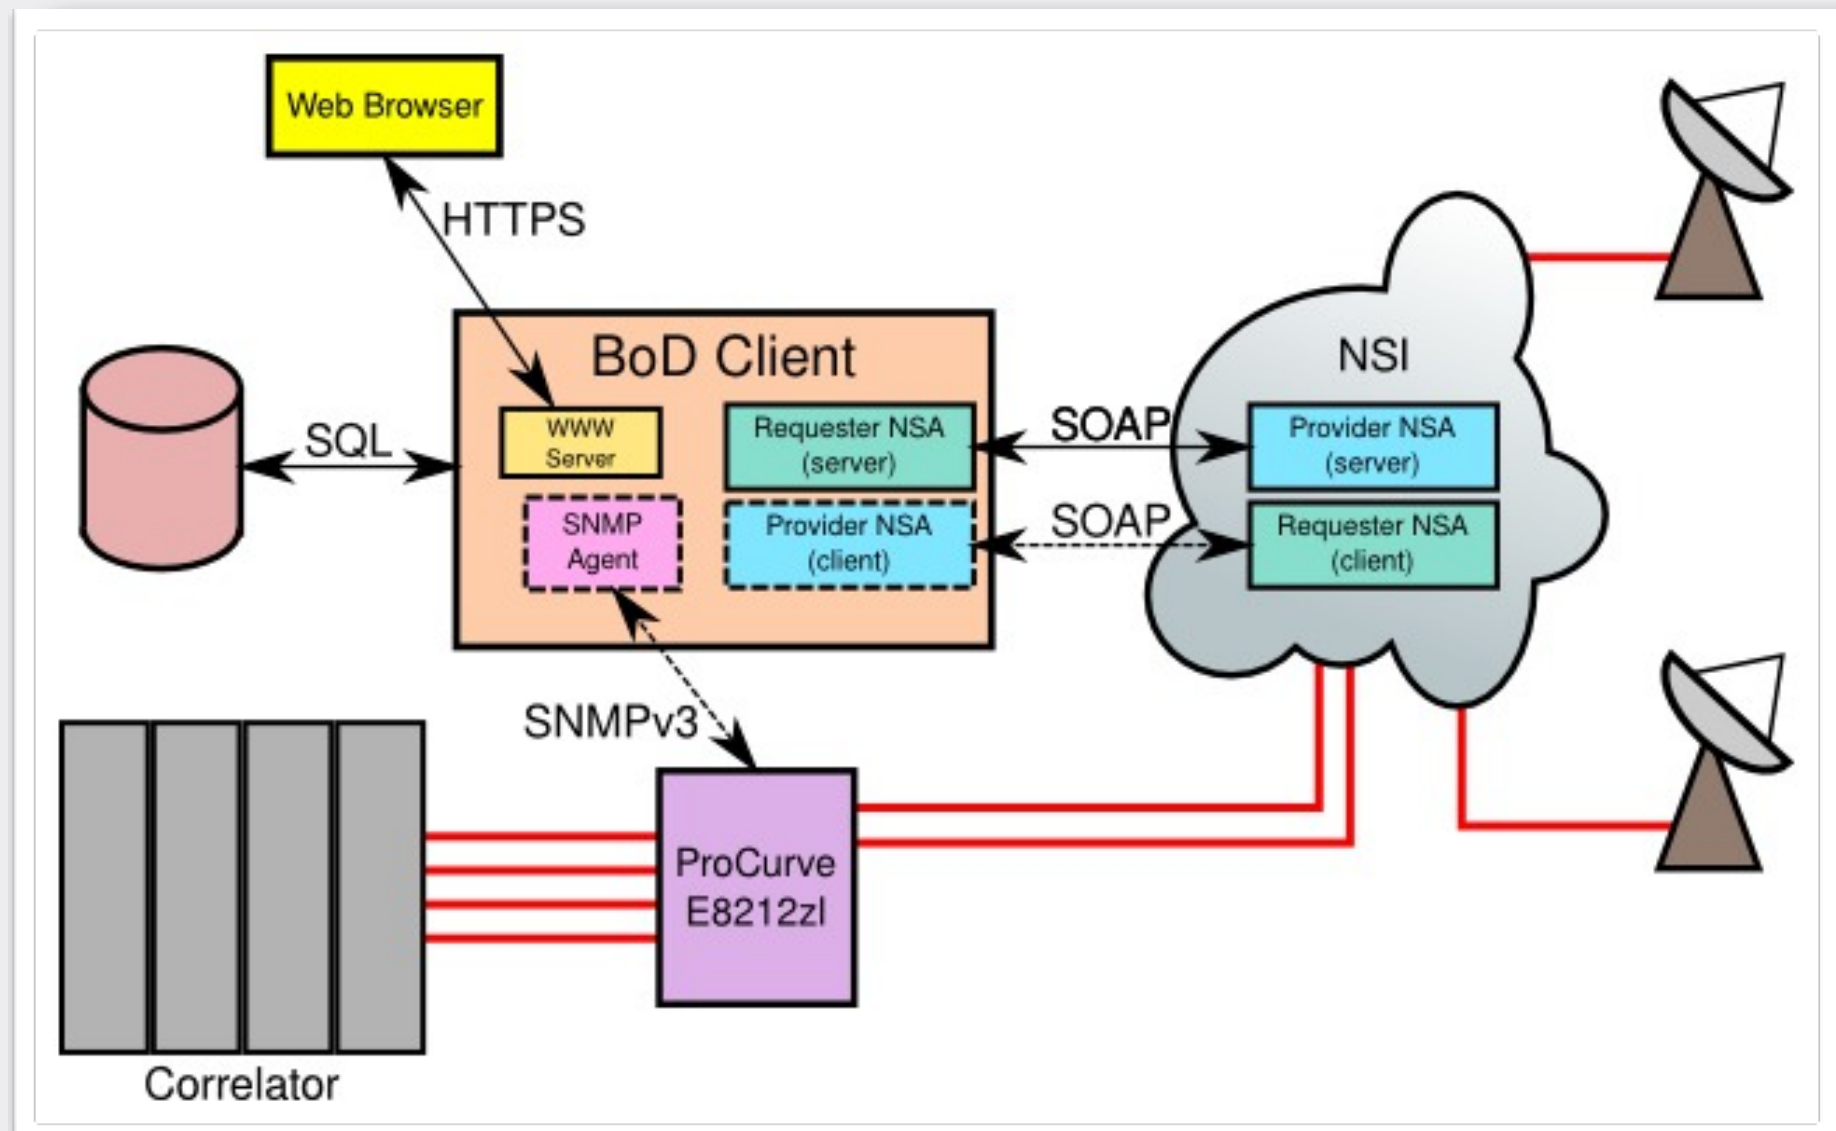 Web Browser
HTTPS
BoD Client
NSI
SQL
WWW
Server
Requester NSA
(server)
SOAP
Provider NSA
(server)
SNMP
Agent
Provider NSA
(client)
SOAP
Requester NSA
(client)
SNMPv3
ProCurve
E8212zl
Correlator